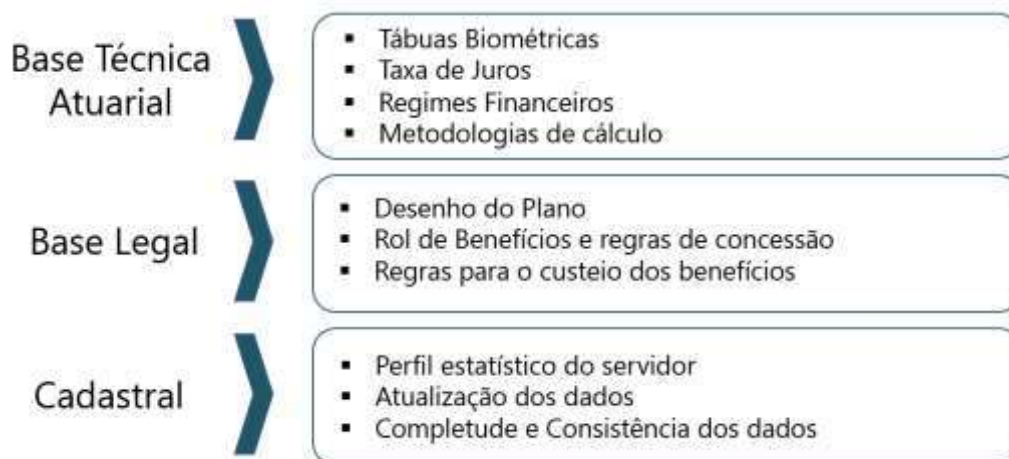 Base Técnica
Atuarial
▪ Tábuas Biométricas
▪ Taxa de Juros
▪ Regimes Financeiros
▪ Metodologias de cálculo
Base Legal
▪ Desenho do Plano
▪ Rol de Benefícios e regras de concessão
▪ Regras para o custeio dos benefícios
Cadastral
▪ Perfil estatístico do servidor
▪ Atualização dos dados
▪ Completude e Consistência dos dados